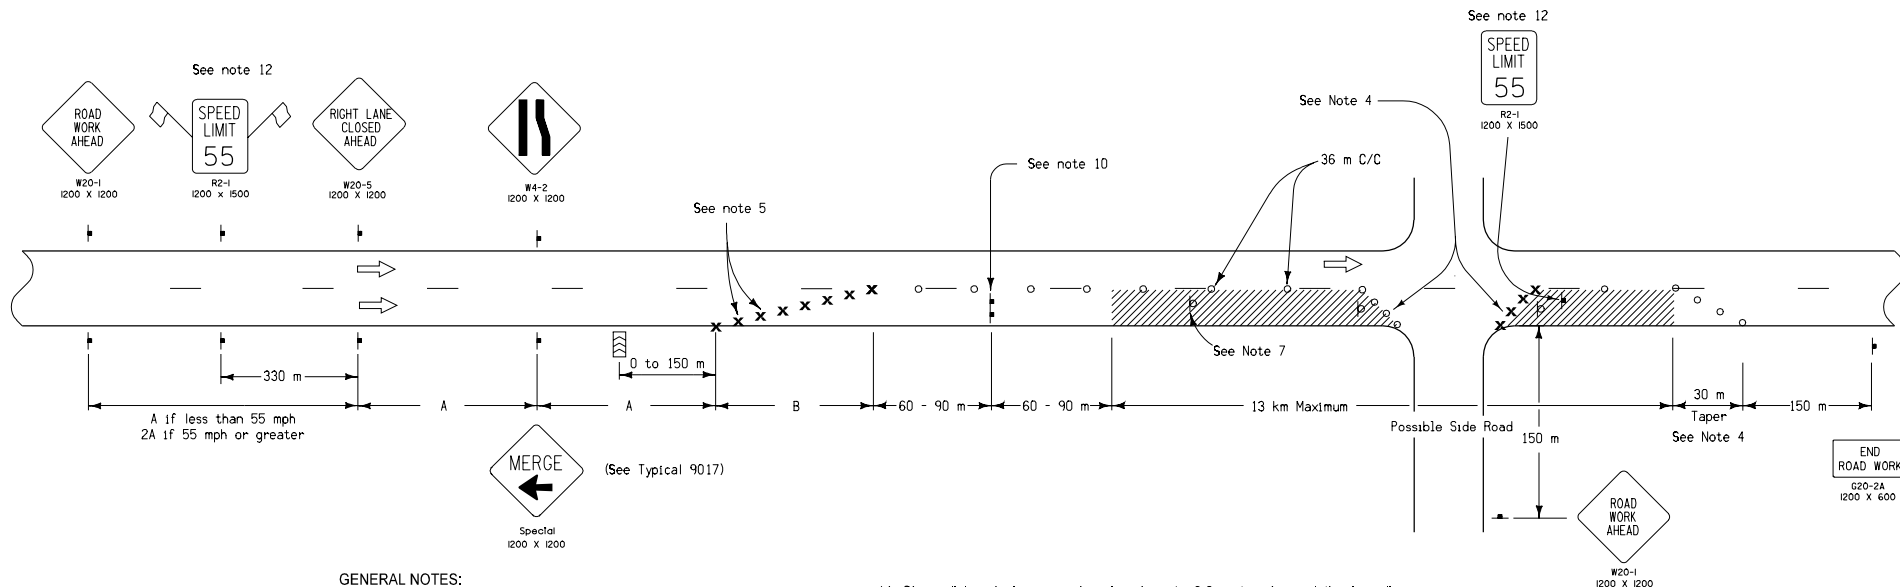 See note 12
ROAD
WORK
AHEAD
W20-1
1200 X 1200
SPEED
LIMIT
55
R2-1
1200 x 1500
RIGHT LANE
CLOSED
AHEAD
W20-5
1200 X 1200
W4-2
1200 X 1200
See note 5
See note 10
36 m C/C
See Note 4
See note 12
SPEED
LIMIT
55
R2-1
1200 X 1500
See Note 7
330 m
0 to 150 m
A if less than 55 mph
2A if 55 mph or greater
A
A
B
60 - 90 m
60 - 90 m
13 km Maximum
30 m
Taper
See Note 4
150 m
Possible Side Road
150 m
MERGE
(See Typical 9017)
Special
1200 X 1200
END
ROAD WORK
G20-2A
1200 X 600
ROAD
WORK
AHEAD
W20-1
1200 X 1200
GENERAL NOTES: